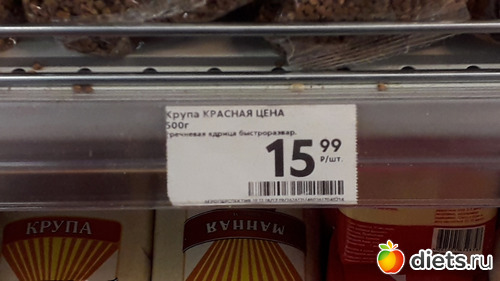 Крупа КРАСНАЯ ЦЕНА
500г
гречневая ядрица быстроразвар.
15 99
₽/шт.
КРУПА
МАННАЯ
diets.ru